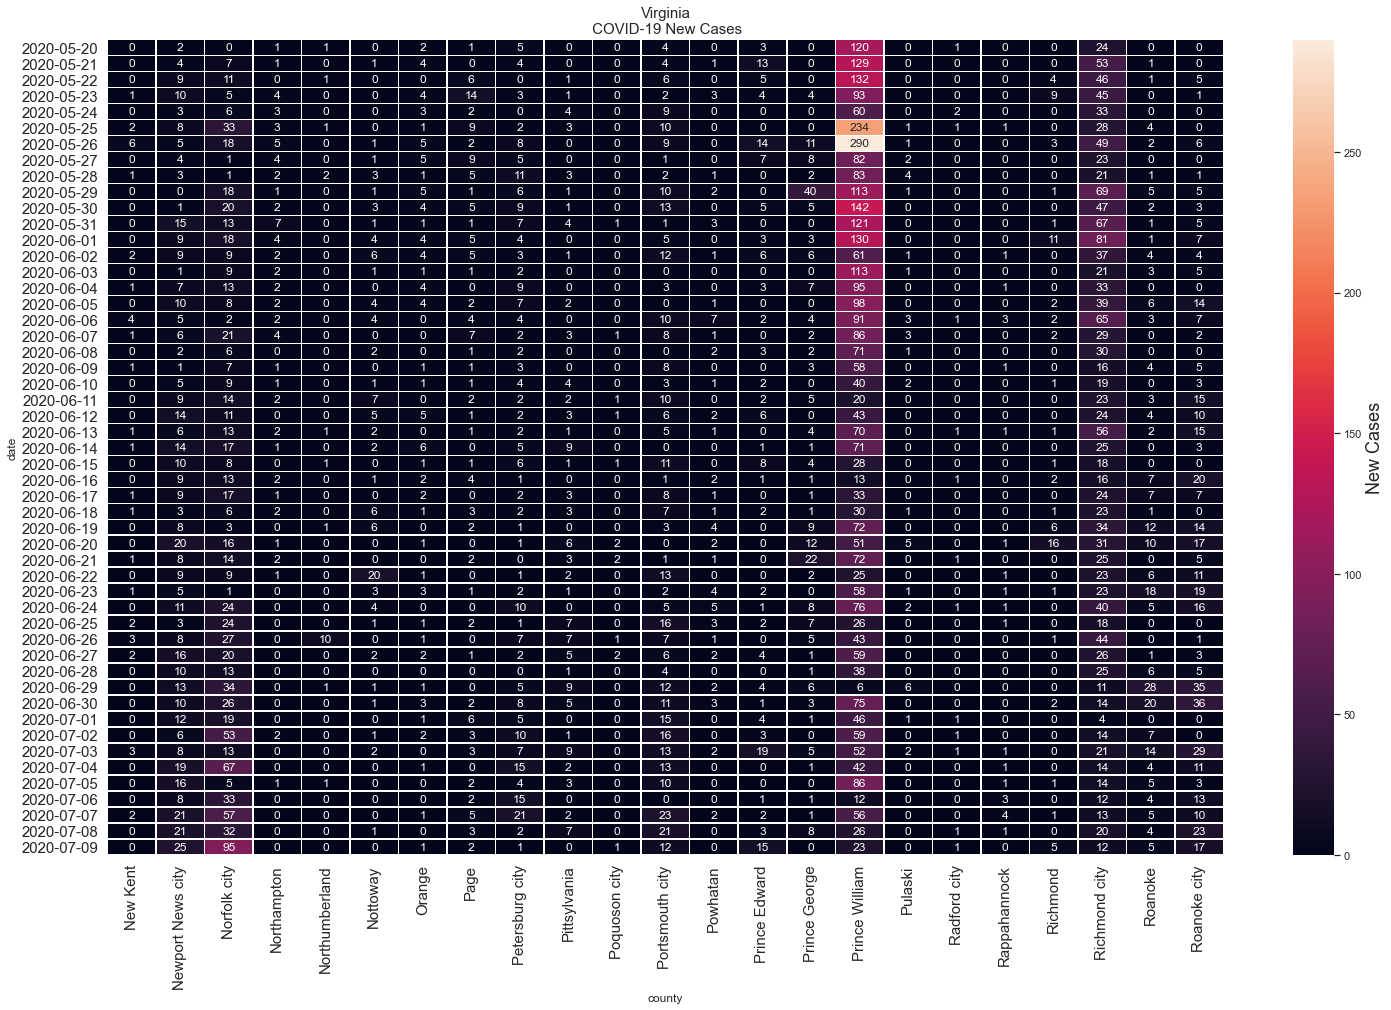 Virginia
COVID-19 New Cases
2020-05-20 0 2 0 1 1 0 2 1 5 0 0 4 0 3 0 120 0 1 0 0 24 0 0
2020-05-21 0 4 7 1 0 1 4 0 4 0 0 4 1 13 0 129 0 0 0 0 53 1 0
2020-05-22 0 9 11 0 1 0 0 6 0 1 0 6 0 5 0 132 0 0 0 4 46 1 5
2020-05-23 1 10 5 4 0 0 4 14 3 1 0 2 3 4 4 93 0 0 0 9 45 0 1
2020-05-24 0 3 6 3 0 0 3 2 0 4 0 9 0 0 0 60 0 2 0 0 33 0 0
2020-05-25 2 8 33 3 1 0 1 9 2 3 0 10 0 0 0 234 1 1 1 0 28 4 0
2020-05-26 6 5 18 5 0 1 5 2 8 0 0 9 0 14 11 290 1 0 0 3 49 2 6
2020-05-27 0 4 1 4 0 1 5 9 5 0 0 0 1 7 8 82 2 0 0 0 23 0 0
2020-05-28 1 3 1 2 2 3 1 5 11 3 0 2 1 0 2 83 4 0 0 0 21 1 1
2020-05-29 0 0 18 1 0 1 5 1 6 1 0 10 2 0 40 113 1 0 0 1 69 5 5
2020-05-30 0 1 20 2 0 3 4 5 9 1 0 13 0 5 5 142 0 0 0 0 47 2 3
2020-05-31 0 15 13 7 0 1 1 1 7 4 1 1 3 0 0 121 0 0 0 1 67 1 5
2020-06-01 0 9 18 4 0 4 4 5 4 0 0 5 0 3 3 130 0 0 0 11 81 1 7
2020-06-02 2 9 9 2 0 6 4 5 3 1 0 12 1 6 6 61 1 0 1 0 37 4 4
2020-06-03 0 1 9 2 0 1 1 1 2 0 0 0 0 0 0 113 1 0 0 0 21 3 5
2020-06-04 1 7 13 2 0 0 4 0 9 0 0 3 0 3 7 95 0 0 1 0 33 0 0
2020-06-05 0 10 8 2 0 4 4 2 7 2 0 0 1 0 0 98 0 0 0 2 39 6 14
2020-06-06 4 5 2 2 0 4 0 4 4 0 0 10 7 2 4 91 3 1 3 2 65 3 7
2020-06-07 1 6 21 4 0 0 0 7 2 3 1 8 1 0 2 86 3 0 0 2 29 0 2
2020-06-08 0 2 6 0 0 2 0 1 2 0 0 0 2 3 2 71 1 0 0 0 30 0 0
2020-06-09 1 1 7 1 0 0 1 1 3 0 0 8 0 0 3 58 0 0 1 0 16 4 5
2020-06-10 0 5 9 1 0 1 1 1 4 4 0 3 1 2 0 40 2 0 0 1 19 0 3
2020-06-11 0 9 14 2 0 7 0 2 2 2 1 10 0 2 5 20 0 0 0 0 23 3 15
2020-06-12 0 14 11 0 0 5 5 1 2 3 1 6 2 6 0 43 0 0 0 0 24 4 10
2020-06-13 1 6 13 2 1 2 0 1 2 1 0 5 1 0 4 70 0 1 1 1 56 2 15
2020-06-14 1 14 17 1 0 2 6 0 5 9 0 0 0 1 1 71 0 0 0 0 25 0 3
2020-06-15 0 10 8 0 1 0 1 1 6 1 1 11 0 8 4 28 0 0 0 1 18 0 0
2020-06-16 0 9 13 2 0 1 2 4 1 0 0 1 2 1 1 13 0 1 0 2 16 7 20
2020-06-17 1 9 17 1 0 0 2 0 2 3 0 8 1 0 1 33 0 0 0 0 24 7 7
2020-06-18 1 3 6 2 0 6 1 3 2 3 0 7 1 2 1 30 1 0 0 1 23 1 0
2020-06-19 0 8 3 0 1 6 0 2 1 0 0 3 4 0 9 72 0 0 0 6 34 12 14
2020-06-20 0 20 16 1 0 0 1 0 1 6 2 0 2 0 12 51 5 0 1 16 31 10 17
2020-06-21 1 8 14 2 0 0 0 2 0 3 2 1 1 0 22 72 0 1 0 0 25 0 5
2020-06-22 0 9 9 1 0 20 1 0 1 2 0 13 0 0 2 25 0 0 1 0 23 6 11
2020-06-23 1 5 1 0 0 3 3 1 2 1 0 2 4 2 0 58 1 0 1 1 23 18 19
2020-06-24 0 11 24 0 0 4 0 0 10 0 0 5 5 1 8 76 2 1 1 0 40 5 16
2020-06-25 2 3 24 0 0 1 1 2 1 7 0 16 3 2 7 26 0 0 1 0 18 0 0
2020-06-26 3 8 27 0 10 0 1 0 7 7 1 7 1 0 5 43 0 0 0 1 44 0 1
2020-06-27 2 16 20 0 0 2 2 1 2 5 2 6 2 4 1 59 0 0 0 0 26 1 3
2020-06-28 0 10 13 0 0 0 0 0 0 1 0 4 0 0 1 38 0 0 0 0 25 6 5
2020-06-29 0 13 34 0 1 1 1 0 5 9 0 12 2 4 6 6 6 0 0 0 11 28 35
2020-06-30 0 10 26 0 0 1 3 2 8 5 0 11 3 1 3 75 0 0 0 2 14 20 36
2020-07-01 0 12 19 0 0 0 1 6 5 0 0 15 0 4 1 46 1 1 0 0 4 0 0
2020-07-02 0 6 53 2 0 1 2 3 10 1 0 16 0 3 0 59 0 1 0 0 14 7 0
2020-07-03 3 8 13 0 0 2 0 3 7 9 0 13 2 19 5 52 2 1 1 0 21 14 29
2020-07-04 0 19 67 0 0 0 1 0 15 2 0 13 0 0 1 42 0 0 1 0 14 4 11
2020-07-05 0 16 5 1 1 0 0 2 4 3 0 10 0 0 0 86 0 0 1 1 14 5 3
2020-07-06 0 8 33 0 0 0 0 2 15 0 0 0 0 1 1 12 0 0 3 0 12 4 13
2020-07-07 2 21 57 0 0 0 1 5 21 2 0 23 2 2 1 56 0 0 4 1 13 5 10
2020-07-08 0 21 32 0 0 1 0 3 2 7 0 21 0 3 8 26 0 1 1 0 20 4 23
2020-07-09 0 25 95 0 0 0 1 2 1 0 1 12 0 15 0 23 0 1 0 5 12 5 17
date
New Kent
Newport News city
Norfolk city
Northampton
Northumberland
Nottoway
Orange
Page
Petersburg city
Pittsylvania
Poquoson city
Portsmouth city
Powhatan
Prince Edward
Prince George
Prince William
Pulaski
Radford city
Rappahannock
Richmond
Richmond city
Roanoke
Roanoke city
county
250
200
150
100
50
0
New Cases